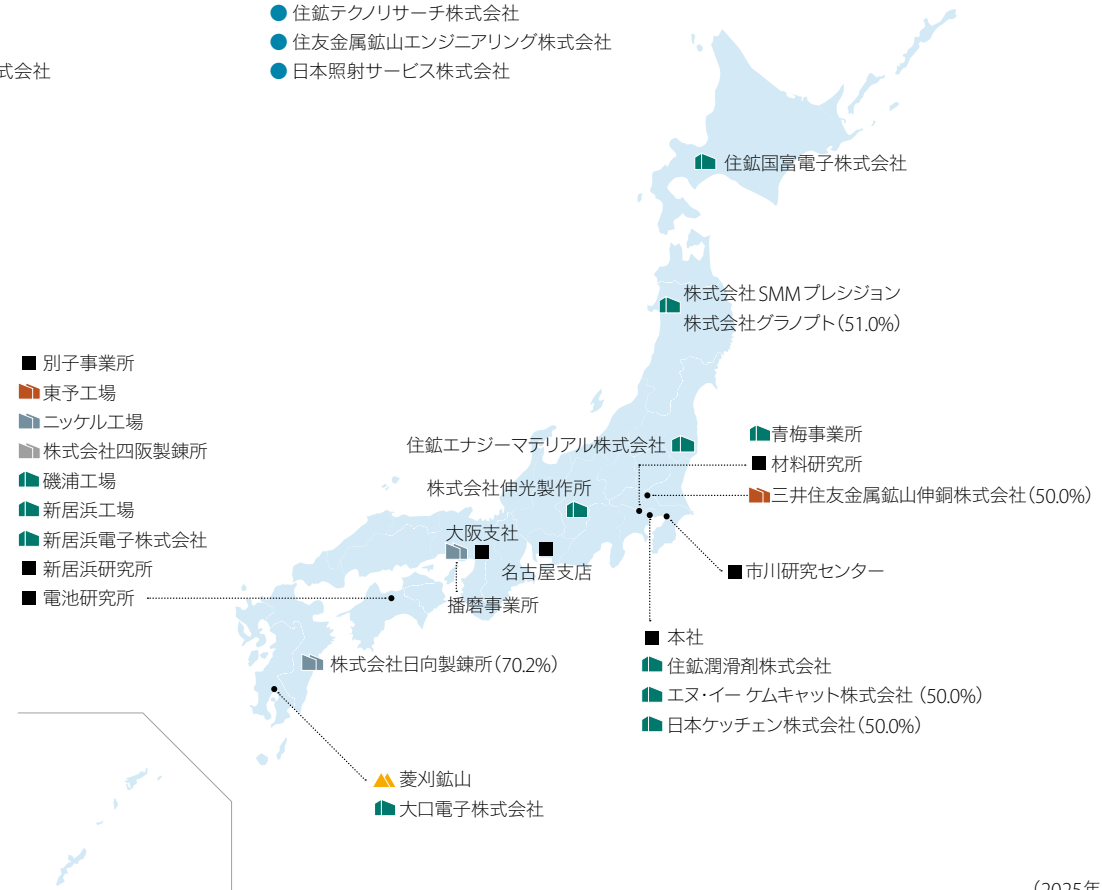 住鉱テクノリサーチ株式会社
住友金属鉱山エンジニアリング株式会社
式会社
日本照射サービス株式会社
住鉱国富電子株式会社
株式会社SMMプレシジョン
株式会社グラノプト(51.0%)
別子事業所
東予工場
ニッケル工場
株式会社四阪製錬所
磯浦工場
新居浜工場
新居浜電子株式会社
新居浜研究所
電池研究所
住鉱エナジーマテリアル株式会社
株式会社伸光製作所
大阪支社
名古屋支店
播磨事業所
青梅事業所
材料研究所
三井住友金属鉱山伸銅株式会社(50.0%)
市川研究センター
本社
住鉱潤滑剤株式会社
エヌ・イー ケムキャット株式会社 (50.0%)
日本ケッチェン株式会社(50.0%)
株式会社日向製錬所(70.2%)
菱刈鉱山
大口電子株式会社
(2025年